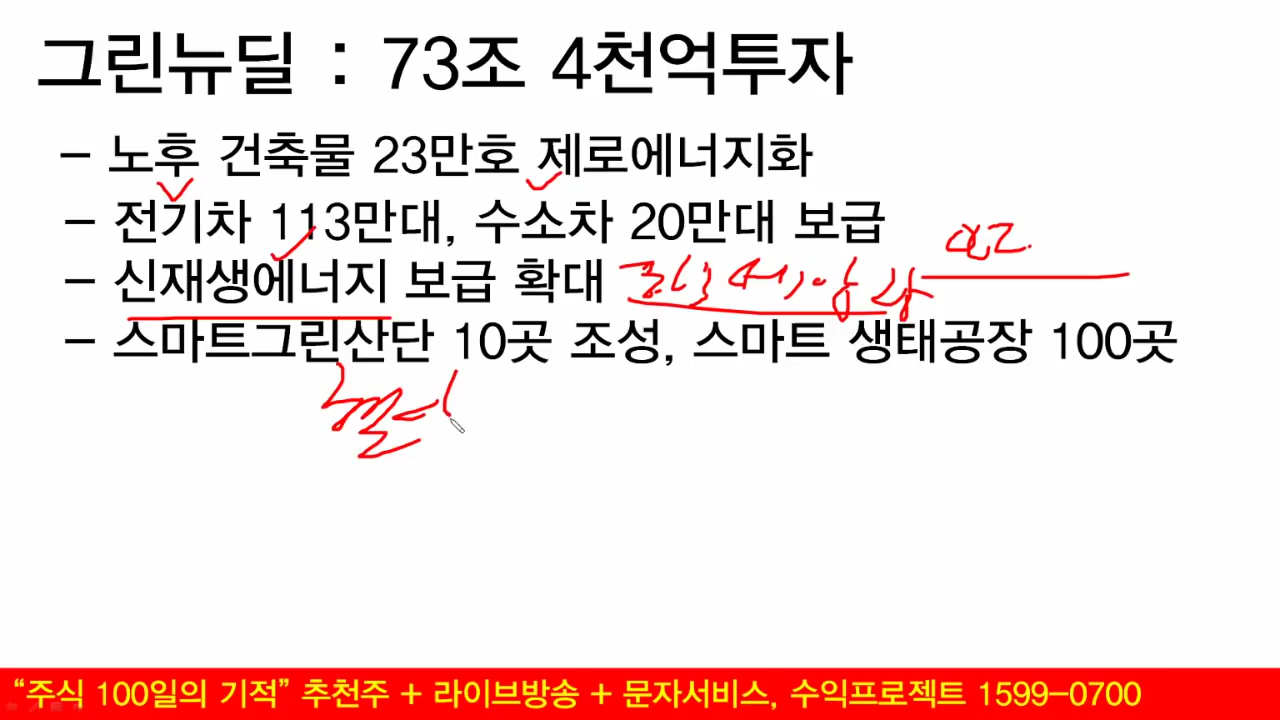 그린뉴딜 : 73조 4천억투자
– 노후 건축물 23만호 제로에너지화
– 전기차 113만대, 수소차 20만대 보급
– 신재생에너지 보급 확대
– 스마트그린산단 10곳 조성, 스마트 생태공장 100곳
“주식 100일의 기적” 추천주 + 라이브방송 + 문자서비스, 수익프로젝트 1599-0700